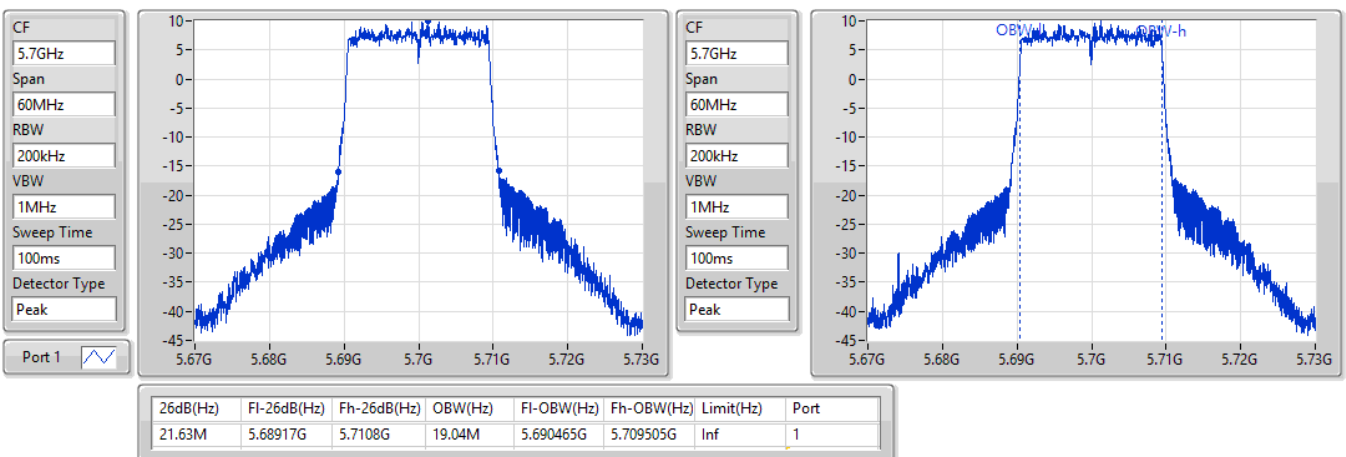 CF
5.7GHz
Span
60MHz
RBW
200kHz
VBW
1MHz
Sweep Time
100ms
Detector Type
Peak
Port 1
10
5
0
-5
-10
-15
-20
-25
-30
-35
-40
-45
5.67G 5.68G 5.69G 5.7G 5.71G 5.72G 5.73G
CF
5.7GHz
Span
60MHz
RBW
200kHz
VBW
1MHz
Sweep Time
100ms
Detector Type
Peak
10
5
0
-5
-10
-15
-20
-25
-30
-35
-40
-45
OBW-h
5.67G 5.68G 5.69G 5.7G 5.71G 5.72G 5.73G
26dB(Hz) Fl-26dB(Hz) Fh-26dB(Hz) OBW(Hz) Fl-OBW(Hz) Fh-OBW(Hz) Limit(Hz) Port
21.63M 5.68917G 5.7108G 19.04M 5.690465G 5.709505G Inf 1